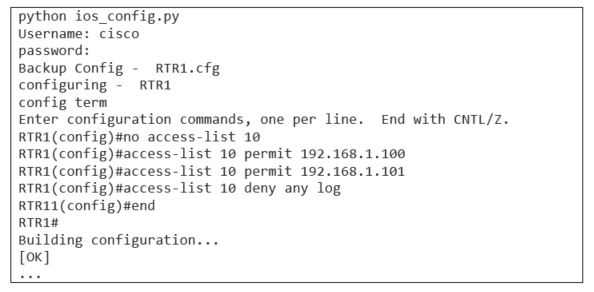 python ios_config.py
Username: cisco
password:
Backup Config -  RTR1.cfg
configuring -  RTR1
config term
Enter configuration commands, one per line.  End with CNTL/Z.
RTR1(config)#no access-list 10
RTR1(config)#access-list 10 permit 192.168.1.100
RTR1(config)#access-list 10 permit 192.168.1.101
RTR1(config)#access-list 10 deny any log
RTR11(config)#end
RTR1#
Building configuration...
[OK]
...